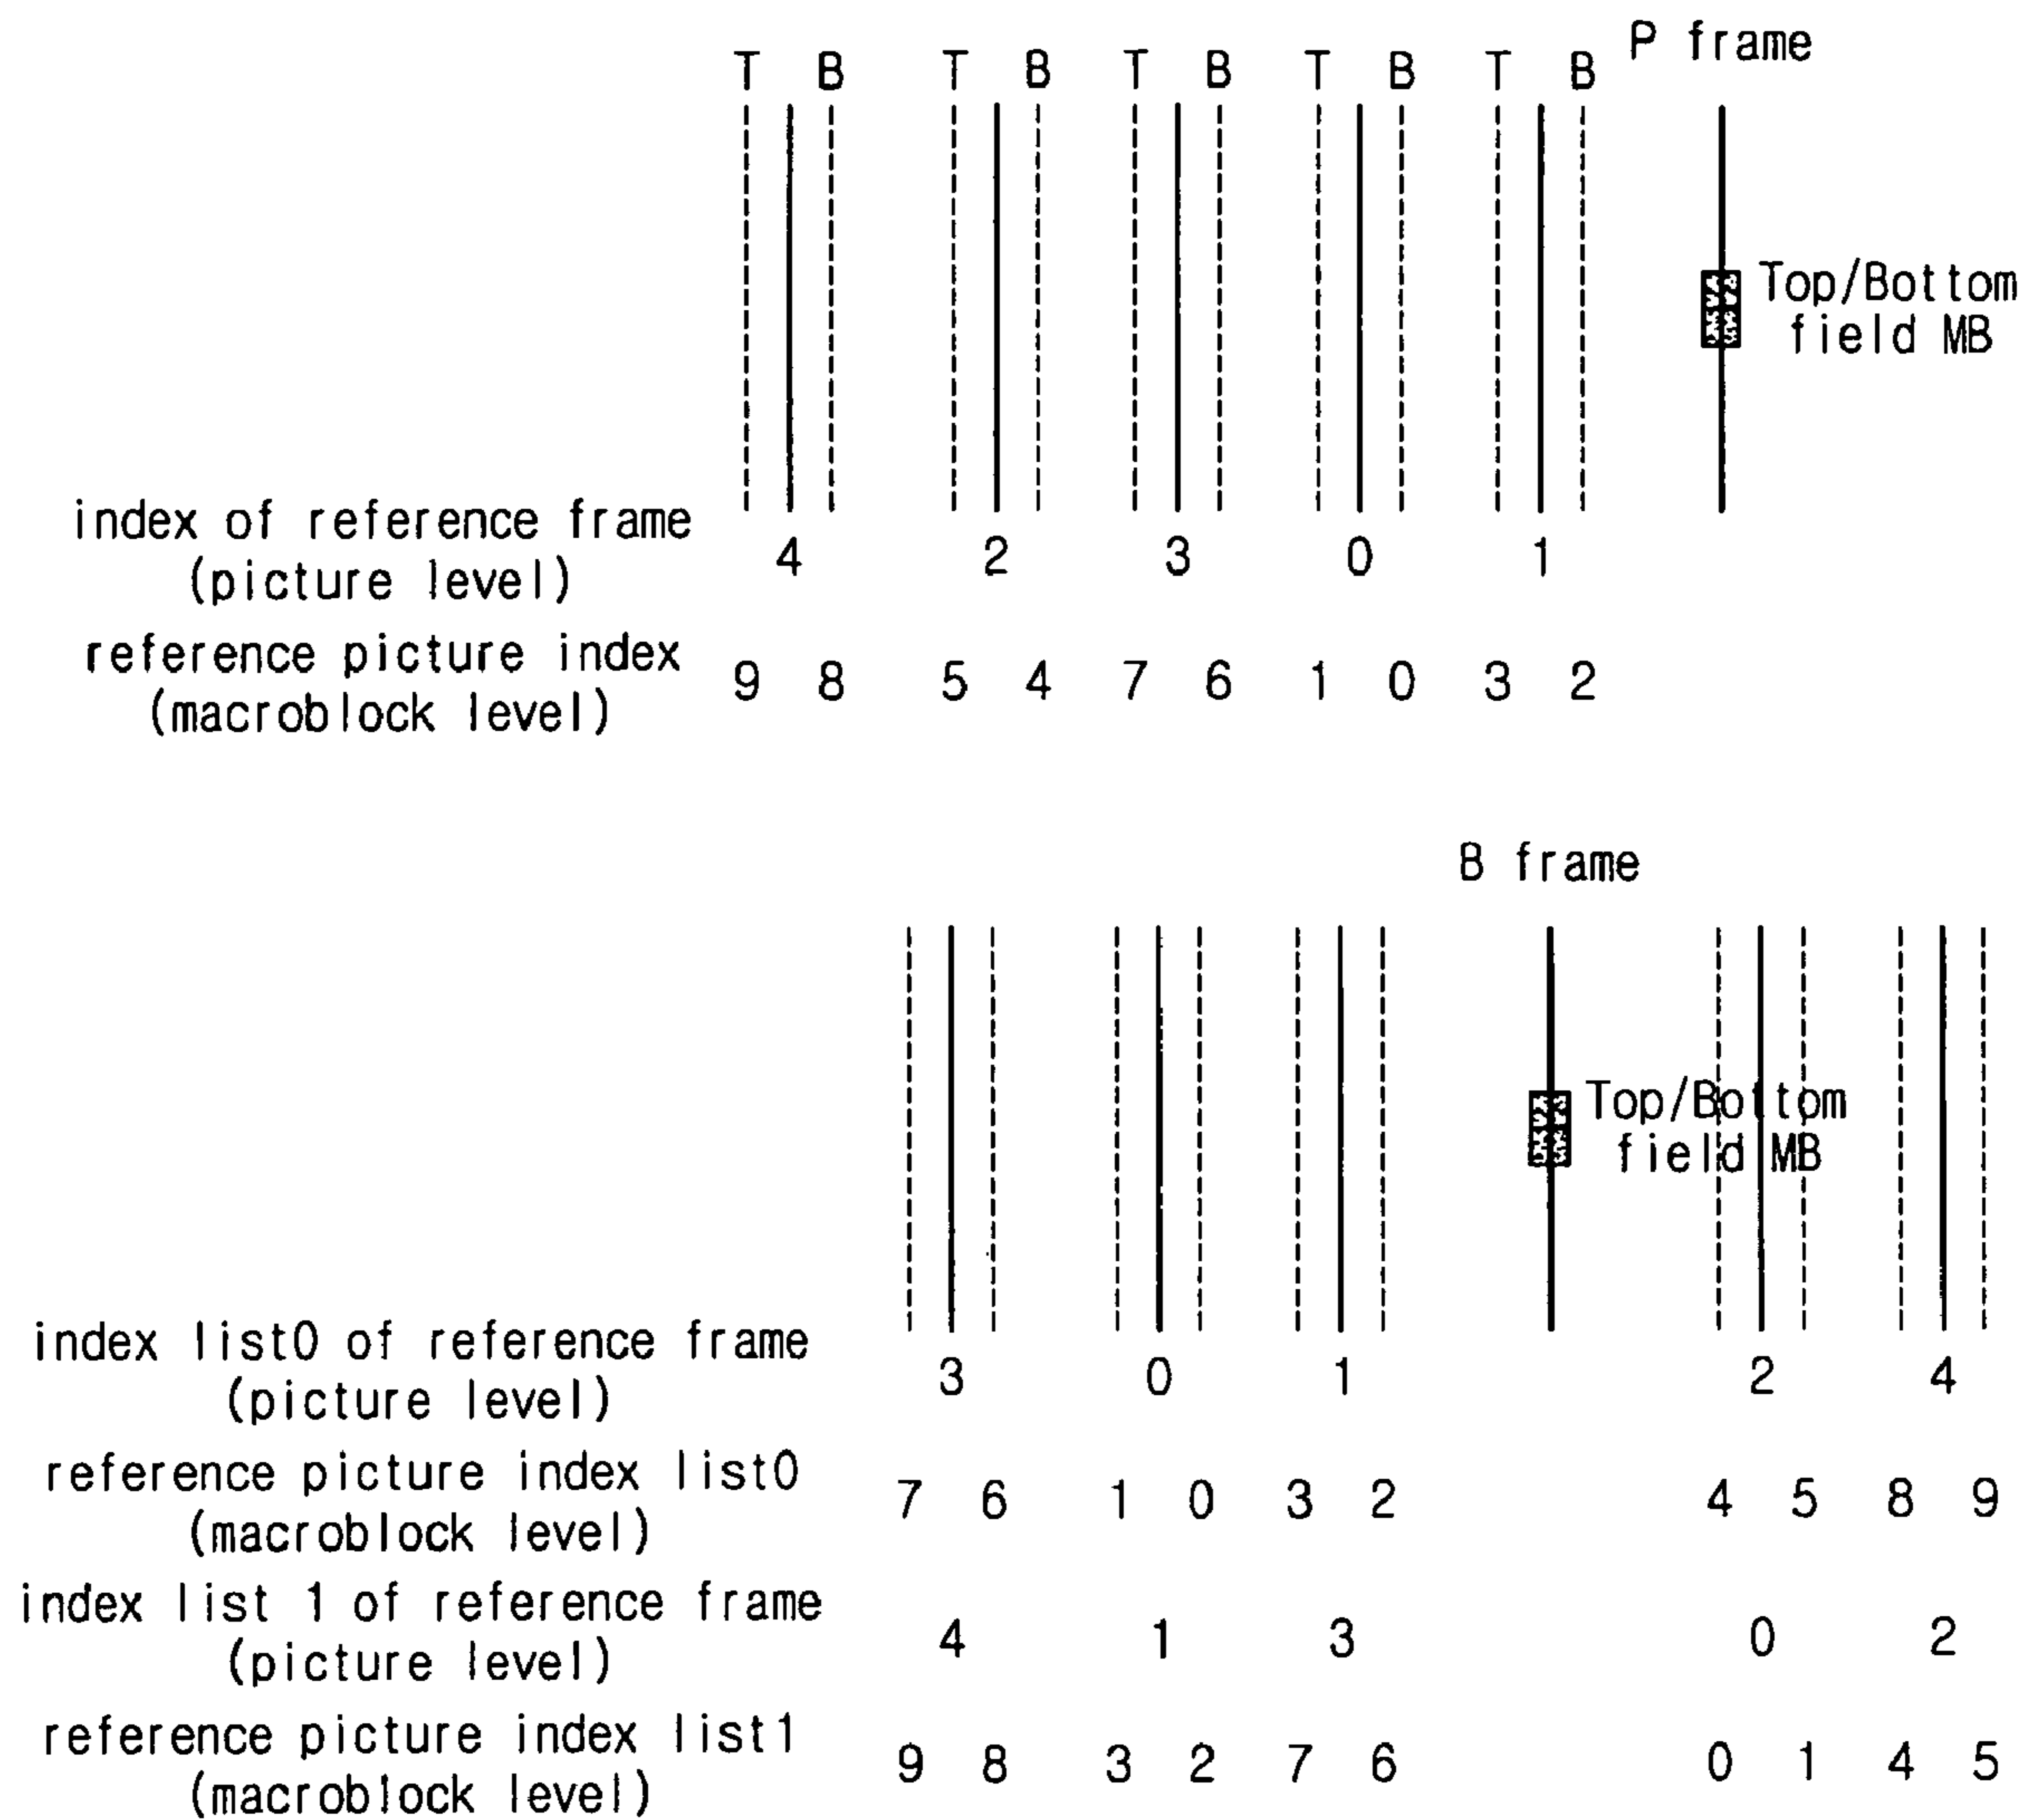 P frame
T B T B T B T B T B
Top/Bottom
field MB
index of reference frame
(picture level)
4 2 3 0 1
reference picture index
(macroblock level)
9 8 5 4 7 6 1 0 3 2
B frame
Top/Bottom
field MB
index list0 of reference frame
(picture level)
3 0 1 2 4
reference picture index list0
(macroblock level)
7 6 1 0 3 2 4 5 8 9
index list 1 of reference frame
(picture level)
4 1 3 0 2
reference picture index list1
(macroblock level)
9 8 3 2 7 6 0 1 4 5